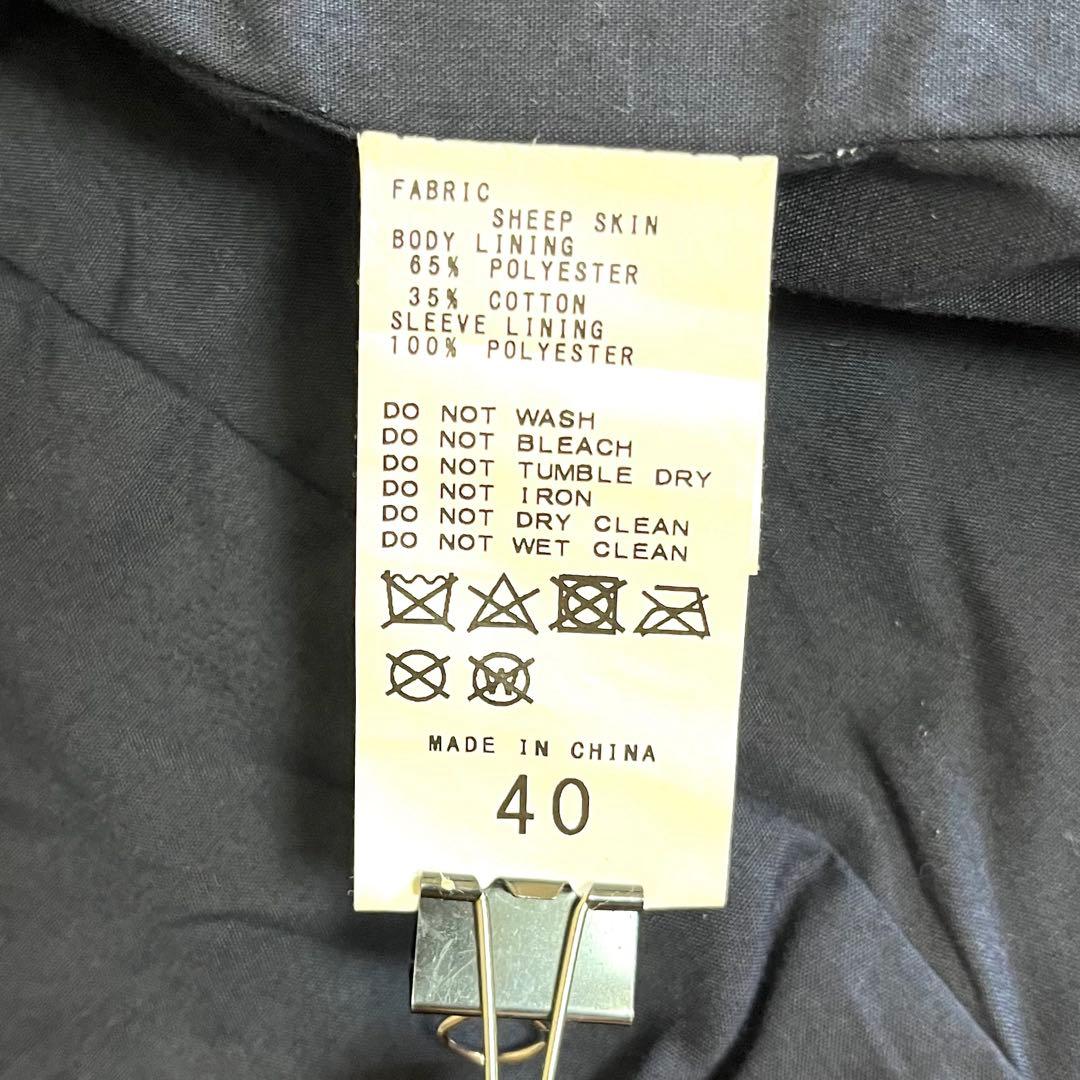 FABRIC
SHEEP SKIN
BODY LINING
65% POLYESTER
35% COTTON
SLEEVE LINING
100% POLYESTER
DO NOT WASH
DO NOT BLEACH
DO NOT TUMBLE DRY
DO NOT IRON
DO NOT DRY CLEAN
DO NOT WET CLEAN
W
MADE IN CHINA
40